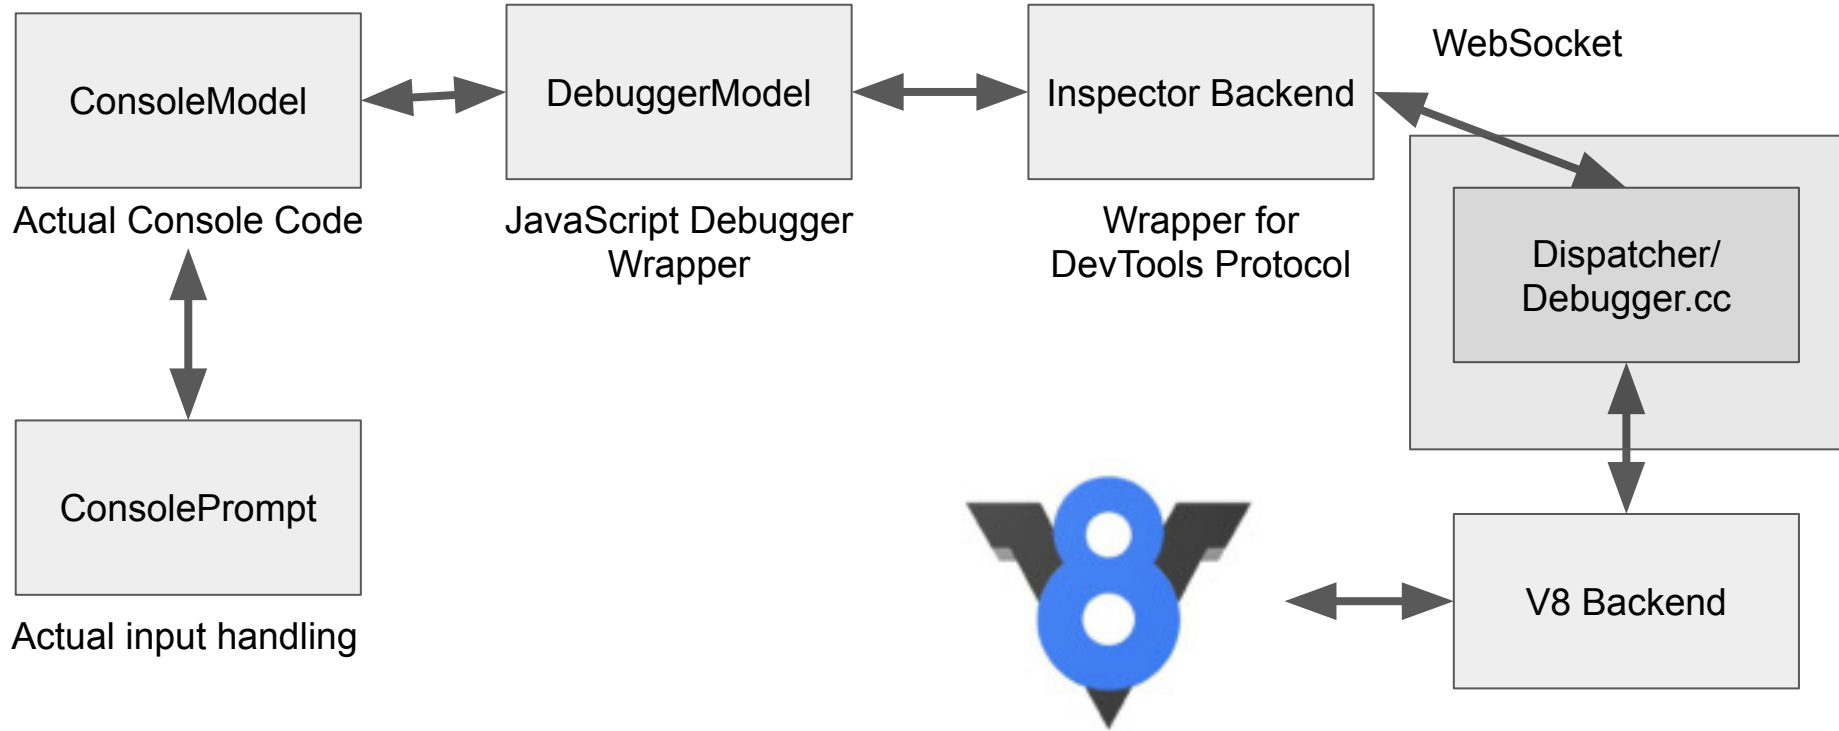 ConsoleModel
Actual Console Code
DebuggerModel
JavaScript Debugger
Wrapper
Inspector Backend
Wrapper for
DevTools Protocol
WebSocket
Dispatcher/
Debugger.cc
ConsolePrompt
Actual input handling
8
V8 Backend